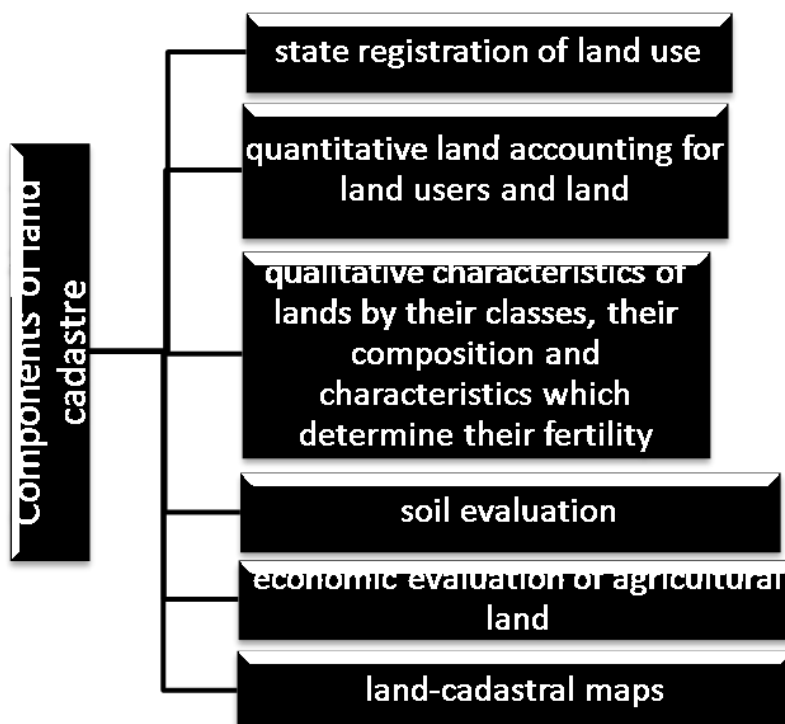 Components of land
cadastre
state registration of land use
quantitative land accounting for
land users and land
qualitative characteristics of
lands by their classes, their
composition and
characteristics which
determine their fertility
soil evaluation
economic evaluation of agricultural
land
land-cadastral maps